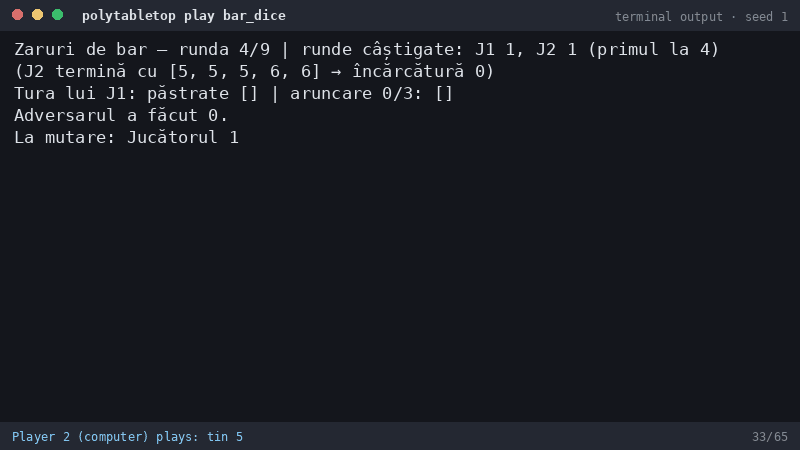 polytabletop play bar_dice
terminal output · seed 1
Zaruri de bar — runda 4/9 | runde câștigate: J1 1, J2 1 (primul la 4)
(J2 termină cu [5, 5, 5, 6, 6] → încărcătură 0)
Tura lui J1: păstrate [] | aruncare 0/3: []
Adversarul a făcut 0.
La mutare: Jucătorul 1
Player 2 (computer) plays: tin 5
33/65